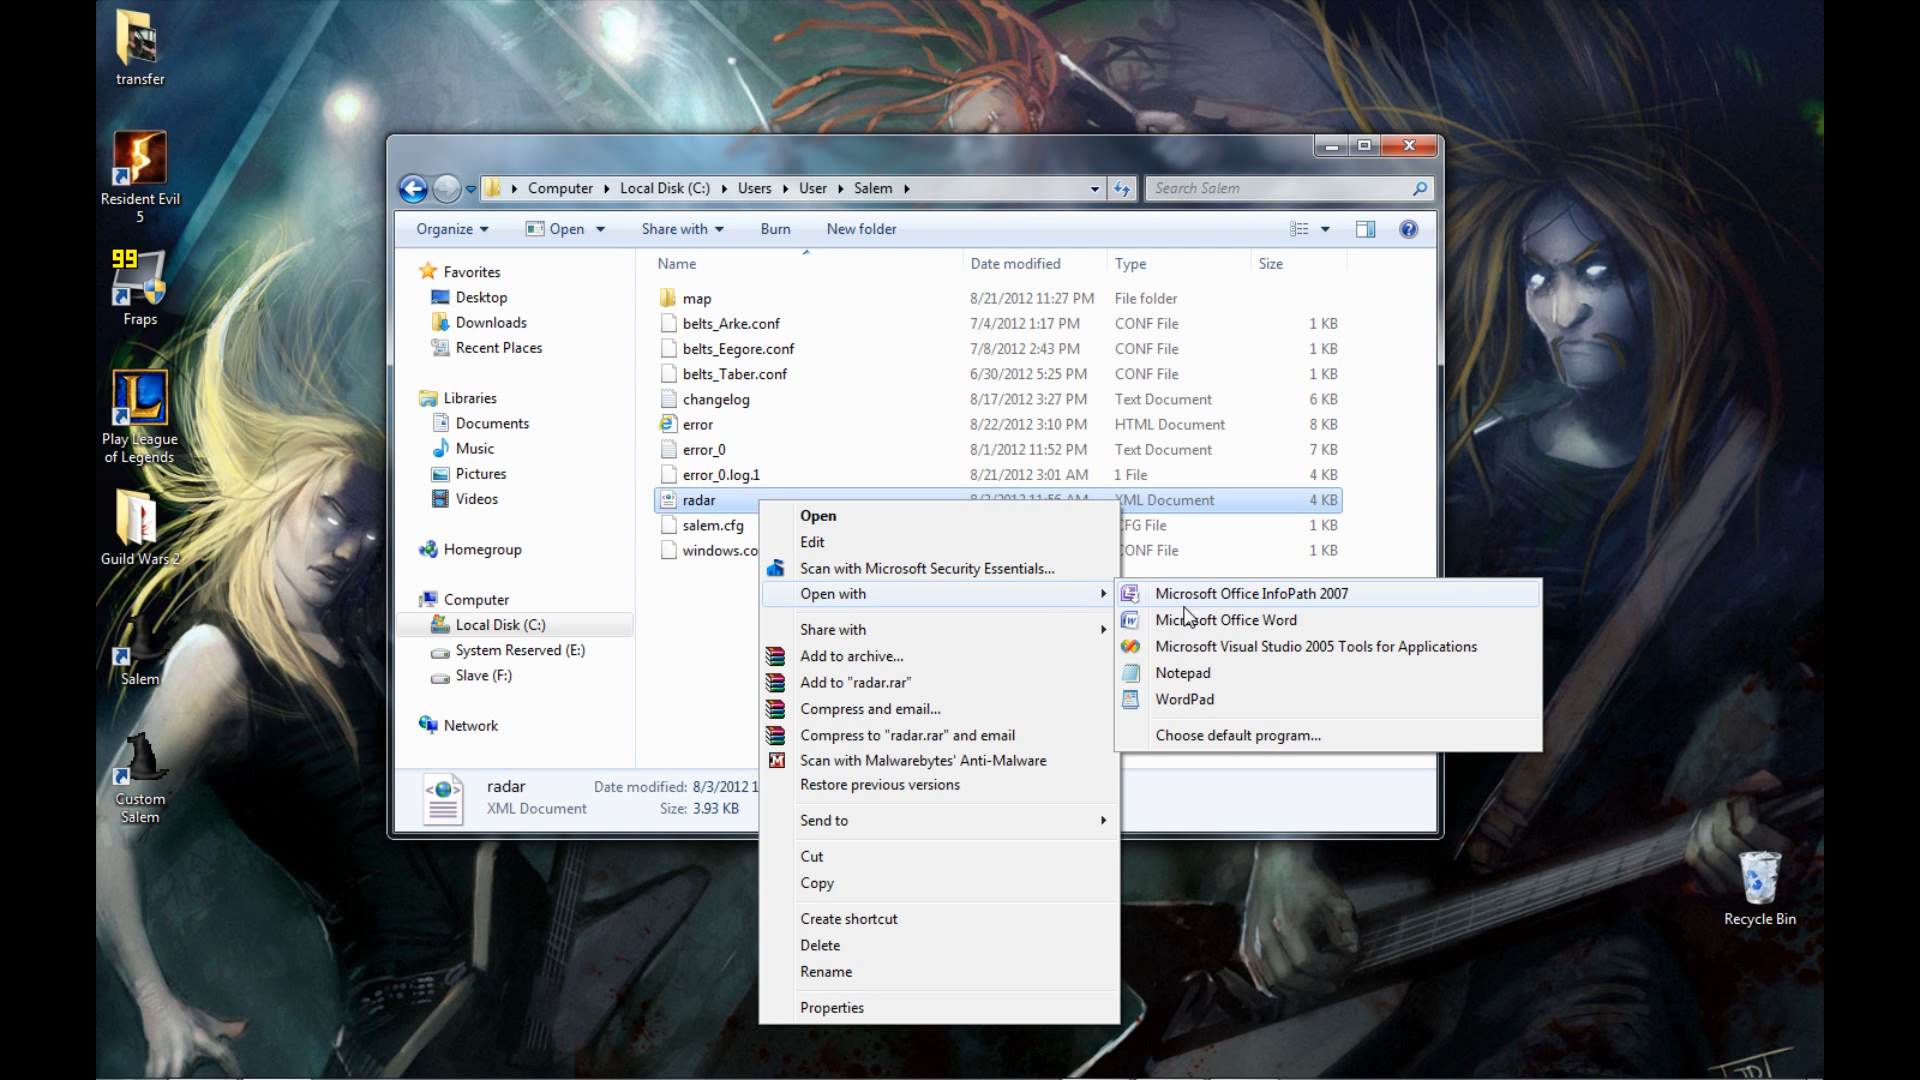 transfer
Resident Evil
5
99
Fraps
Play League
of Legends
Guild Wars 2
Salem
Custom
Salem
Computer Local Disk (C:) Users User Salem
Search Salem
Organize Open Share with Burn New folder
Name Date modified Type Size
Favorites
Desktop
Downloads
Recent Places
Libraries
Documents
Music
Pictures
Videos
Homegroup
Computer
Local Disk (C:)
System Reserved (E:)
Slave (F:)
Network
map 8/21/2012 11:27 PM File folder
belts_Arke.conf 7/4/2012 1:17 PM CONF File 1 KB
belts_Eegore.conf 7/8/2012 2:43 PM CONF File 1 KB
belts_Taber.conf 6/30/2012 5:25 PM CONF File 1 KB
changelog 8/17/2012 3:27 PM Text Document 6 KB
error 8/22/2012 3:10 PM HTML Document 8 KB
error_0 8/1/2012 11:52 PM Text Document 7 KB
error_0.log.1 8/21/2012 3:01 AM 1 File 4 KB
radar 8/3/2012 11:56 AM XML Document 4 KB
salem.cfg CFG File 1 KB
windows.co CONF File 1 KB
Open
Edit
Scan with Microsoft Security Essentials...
Open with
Share with
Add to archive...
Add to "radar.rar"
Compress and email...
Compress to "radar.rar" and email
Scan with Malwarebytes' Anti-Malware
Restore previous versions
Send to
Cut
Copy
Create shortcut
Delete
Rename
Properties
Microsoft Office InfoPath 2007
Microsoft Office Word
Microsoft Visual Studio 2005 Tools for Applications
Notepad
WordPad
Choose default program...
radar Date modified: 8/3/2012 1
XML Document Size: 3.93 KB
Recycle Bin